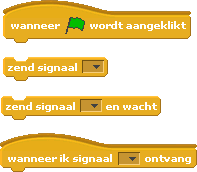 wanneer wordt aangeklikt
zend signaal
zend signaal en wacht
wanneer ik signaal ontvang